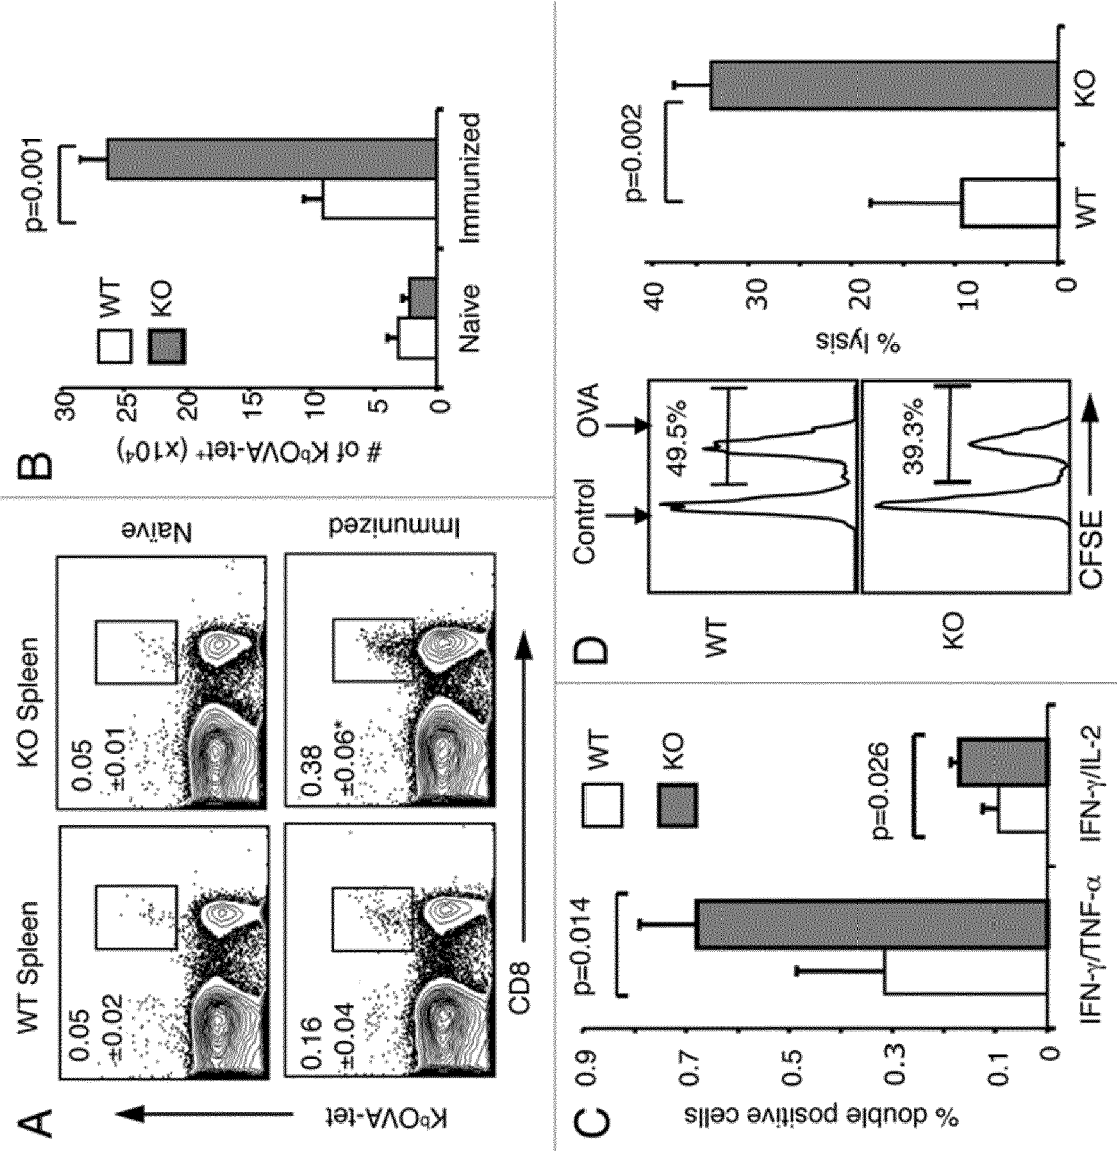 A
WT Spleen
KO Spleen
0.05
±0.02
0.05
±0.01
Naïve
0.16
±0.04
0.38
±0.06*
Immunized
KᵇOVA-tet
CD8
B
# of KᵇOVA-tet⁺ (x10⁴)
30
25
20
15
10
5
0
WT
KO
p=0.001
Naive
Immunized
C
% double positive cells
0.9
0.7
0.5
0.3
0.1
0
p=0.014
p=0.026
WT
KO
IFN-γ/TNF-α
IFN-γ/IL-2
D
Control
OVA
WT
49.5%
KO
39.3%
CFSE
% lysis
40
30
20
10
0
p=0.002
WT
KO